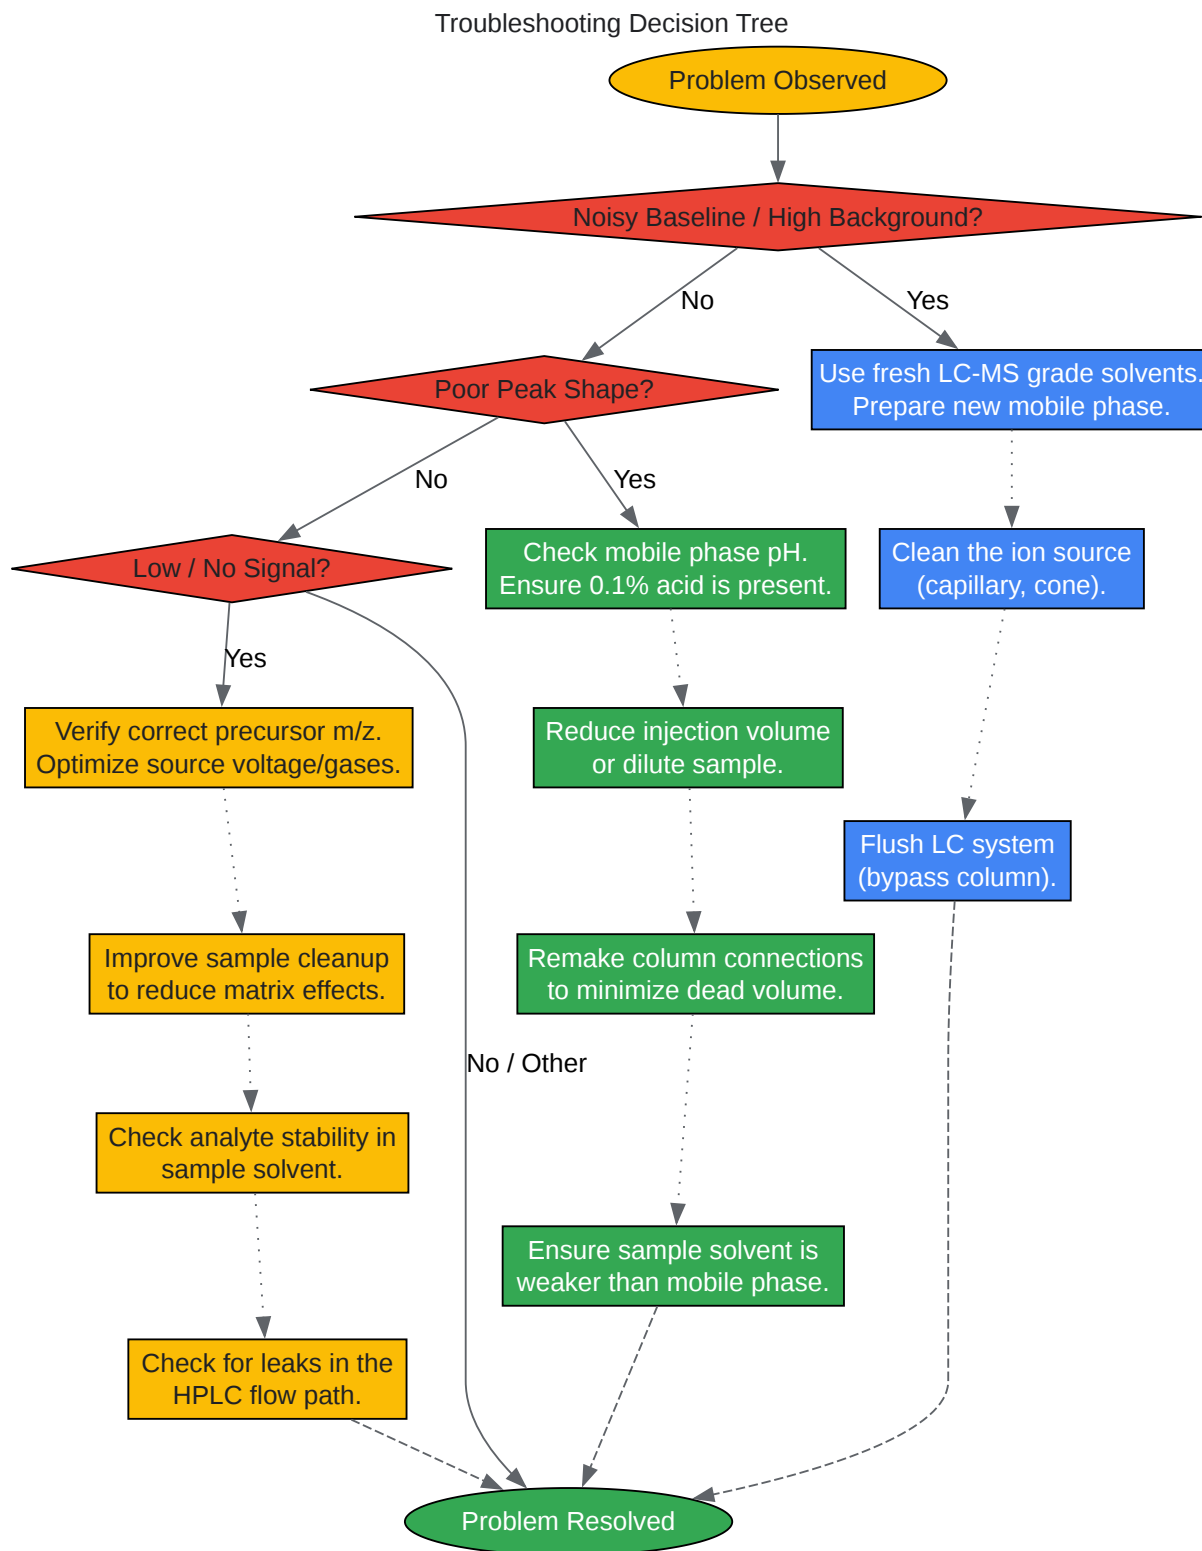 Troubleshooting Decision Tree
Problem Observed
Noisy Baseline / High Background?
No
Yes
Poor Peak Shape?
Use fresh LC-MS grade solvents.
Prepare new mobile phase.
No
Yes
Low / No Signal?
Check mobile phase pH.
Ensure 0.1% acid is present.
Clean the ion source
(capillary, cone).
Yes
Verify correct precursor m/z.
Optimize source voltage/gases.
Reduce injection volume
or dilute sample.
Flush LC system
(bypass column).
Improve sample cleanup
to reduce matrix effects.
Remake column connections
to minimize dead volume.
No / Other
Check analyte stability in
sample solvent.
Ensure sample solvent is
weaker than mobile phase.
Check for leaks in the
HPLC flow path.
Problem Resolved